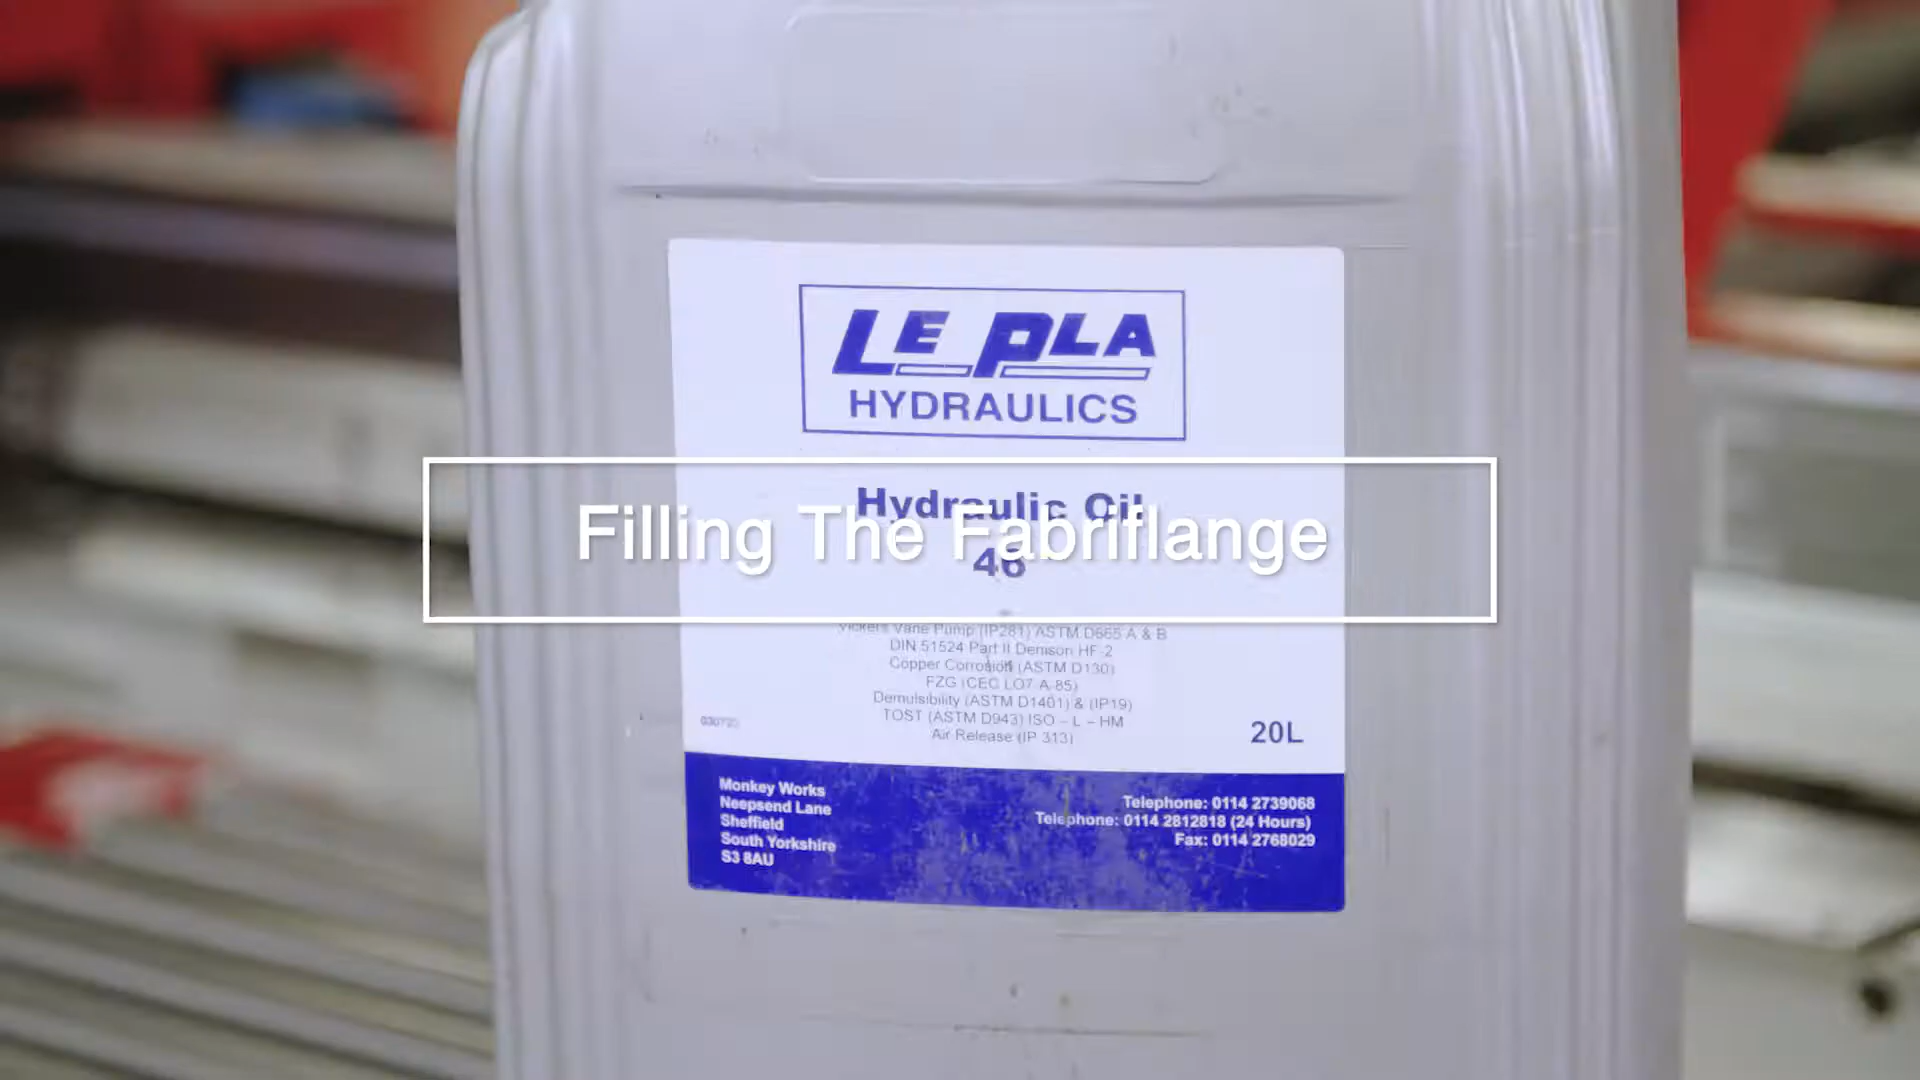 LE PLA
HYDRAULICS
Hydraulic Oil
46
Filling The Fabriflange
Vickers Vane Pump (IP281) ASTM D665 A & B
DIN 51524 Part II Denison HF-2
Copper Corrosion (ASTM D130)
FZG (CEC LO7 A 85)
Demulsibility (ASTM D1401) & (IP19)
TOST (ASTM D943) ISO – L – HM
Air Release (IP 313)
20L
Monkey Works
Neepsend Lane
Sheffield
South Yorkshire
S3 8AU
Telephone: 0114 2739068
Telephone: 0114 2812818 (24 Hours)
Fax: 0114 2768029